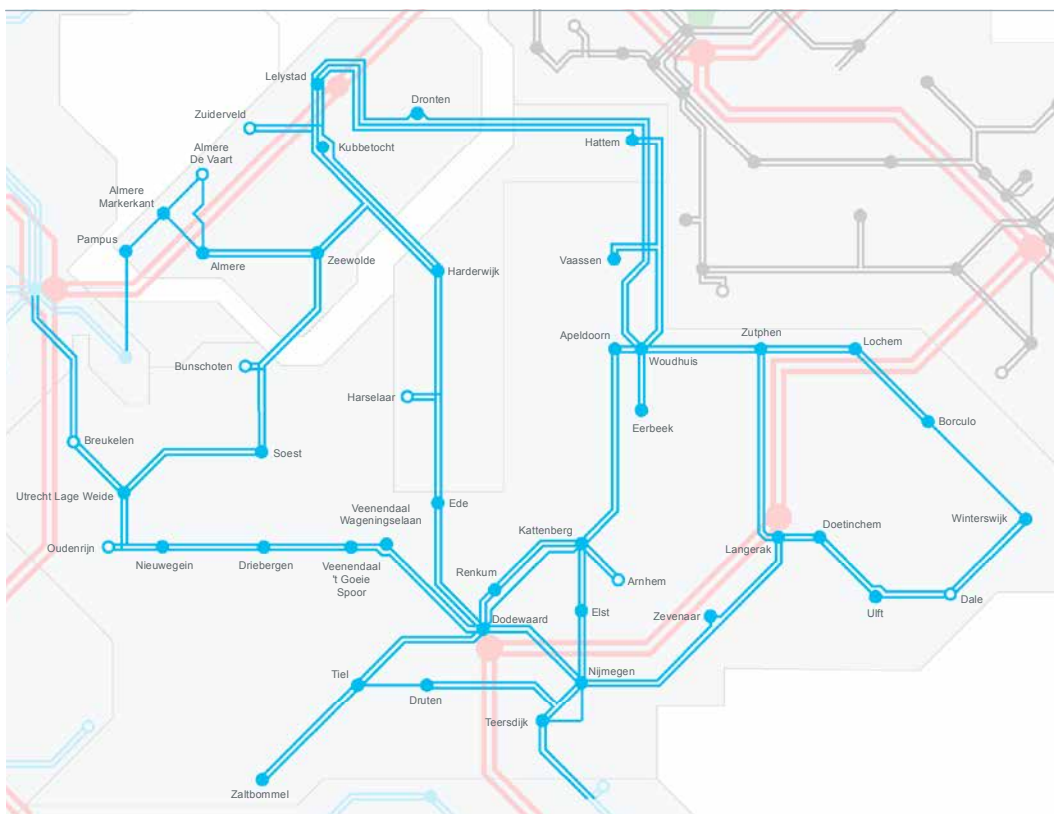 Lelystad
Dronten
Zuiderveld
Hattem
Kubbetocht
Almere
De Vaart
Almere
Markerkant
Pampus
Almere
Zeewolde
Harderwijk
Vaassen
Apeldoorn
Woudhuis
Zutphen
Lochem
Bunschoten
Harselaar
Eerbeek
Borculo
Breukelen
Soest
Utrecht Lage Weide
Ede
Veenendaal
Wageningselaan
Kattenberg
Winterswijk
Doetinchem
Langerak
Oudenrijn
Nieuwegein
Driebergen
Veenendaal
't Goeie
Spoor
Renkum
Arnhem
Dale
Ulft
Elst
Zevenaar
Dodewaard
Tiel
Nijmegen
Druten
Teersdijk
Zaltbommel